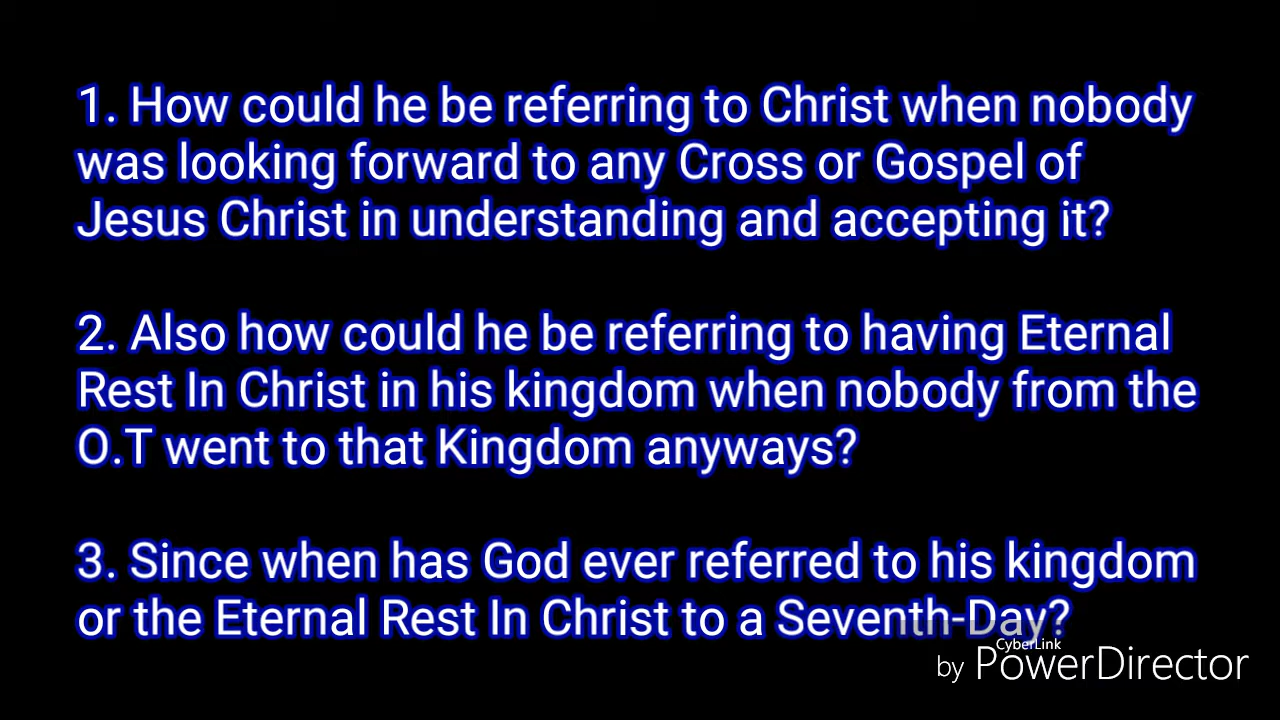 1. How could he be referring to Christ when nobody
was looking forward to any Cross or Gospel of
Jesus Christ in understanding and accepting it?
2. Also how could he be referring to having Eternal
Rest In Christ in his kingdom when nobody from the
O.T went to that Kingdom anyways?
3. Since when has God ever referred to his kingdom
or the Eternal Rest In Christ to a Seventh-Day?
CyberLink
by PowerDirector